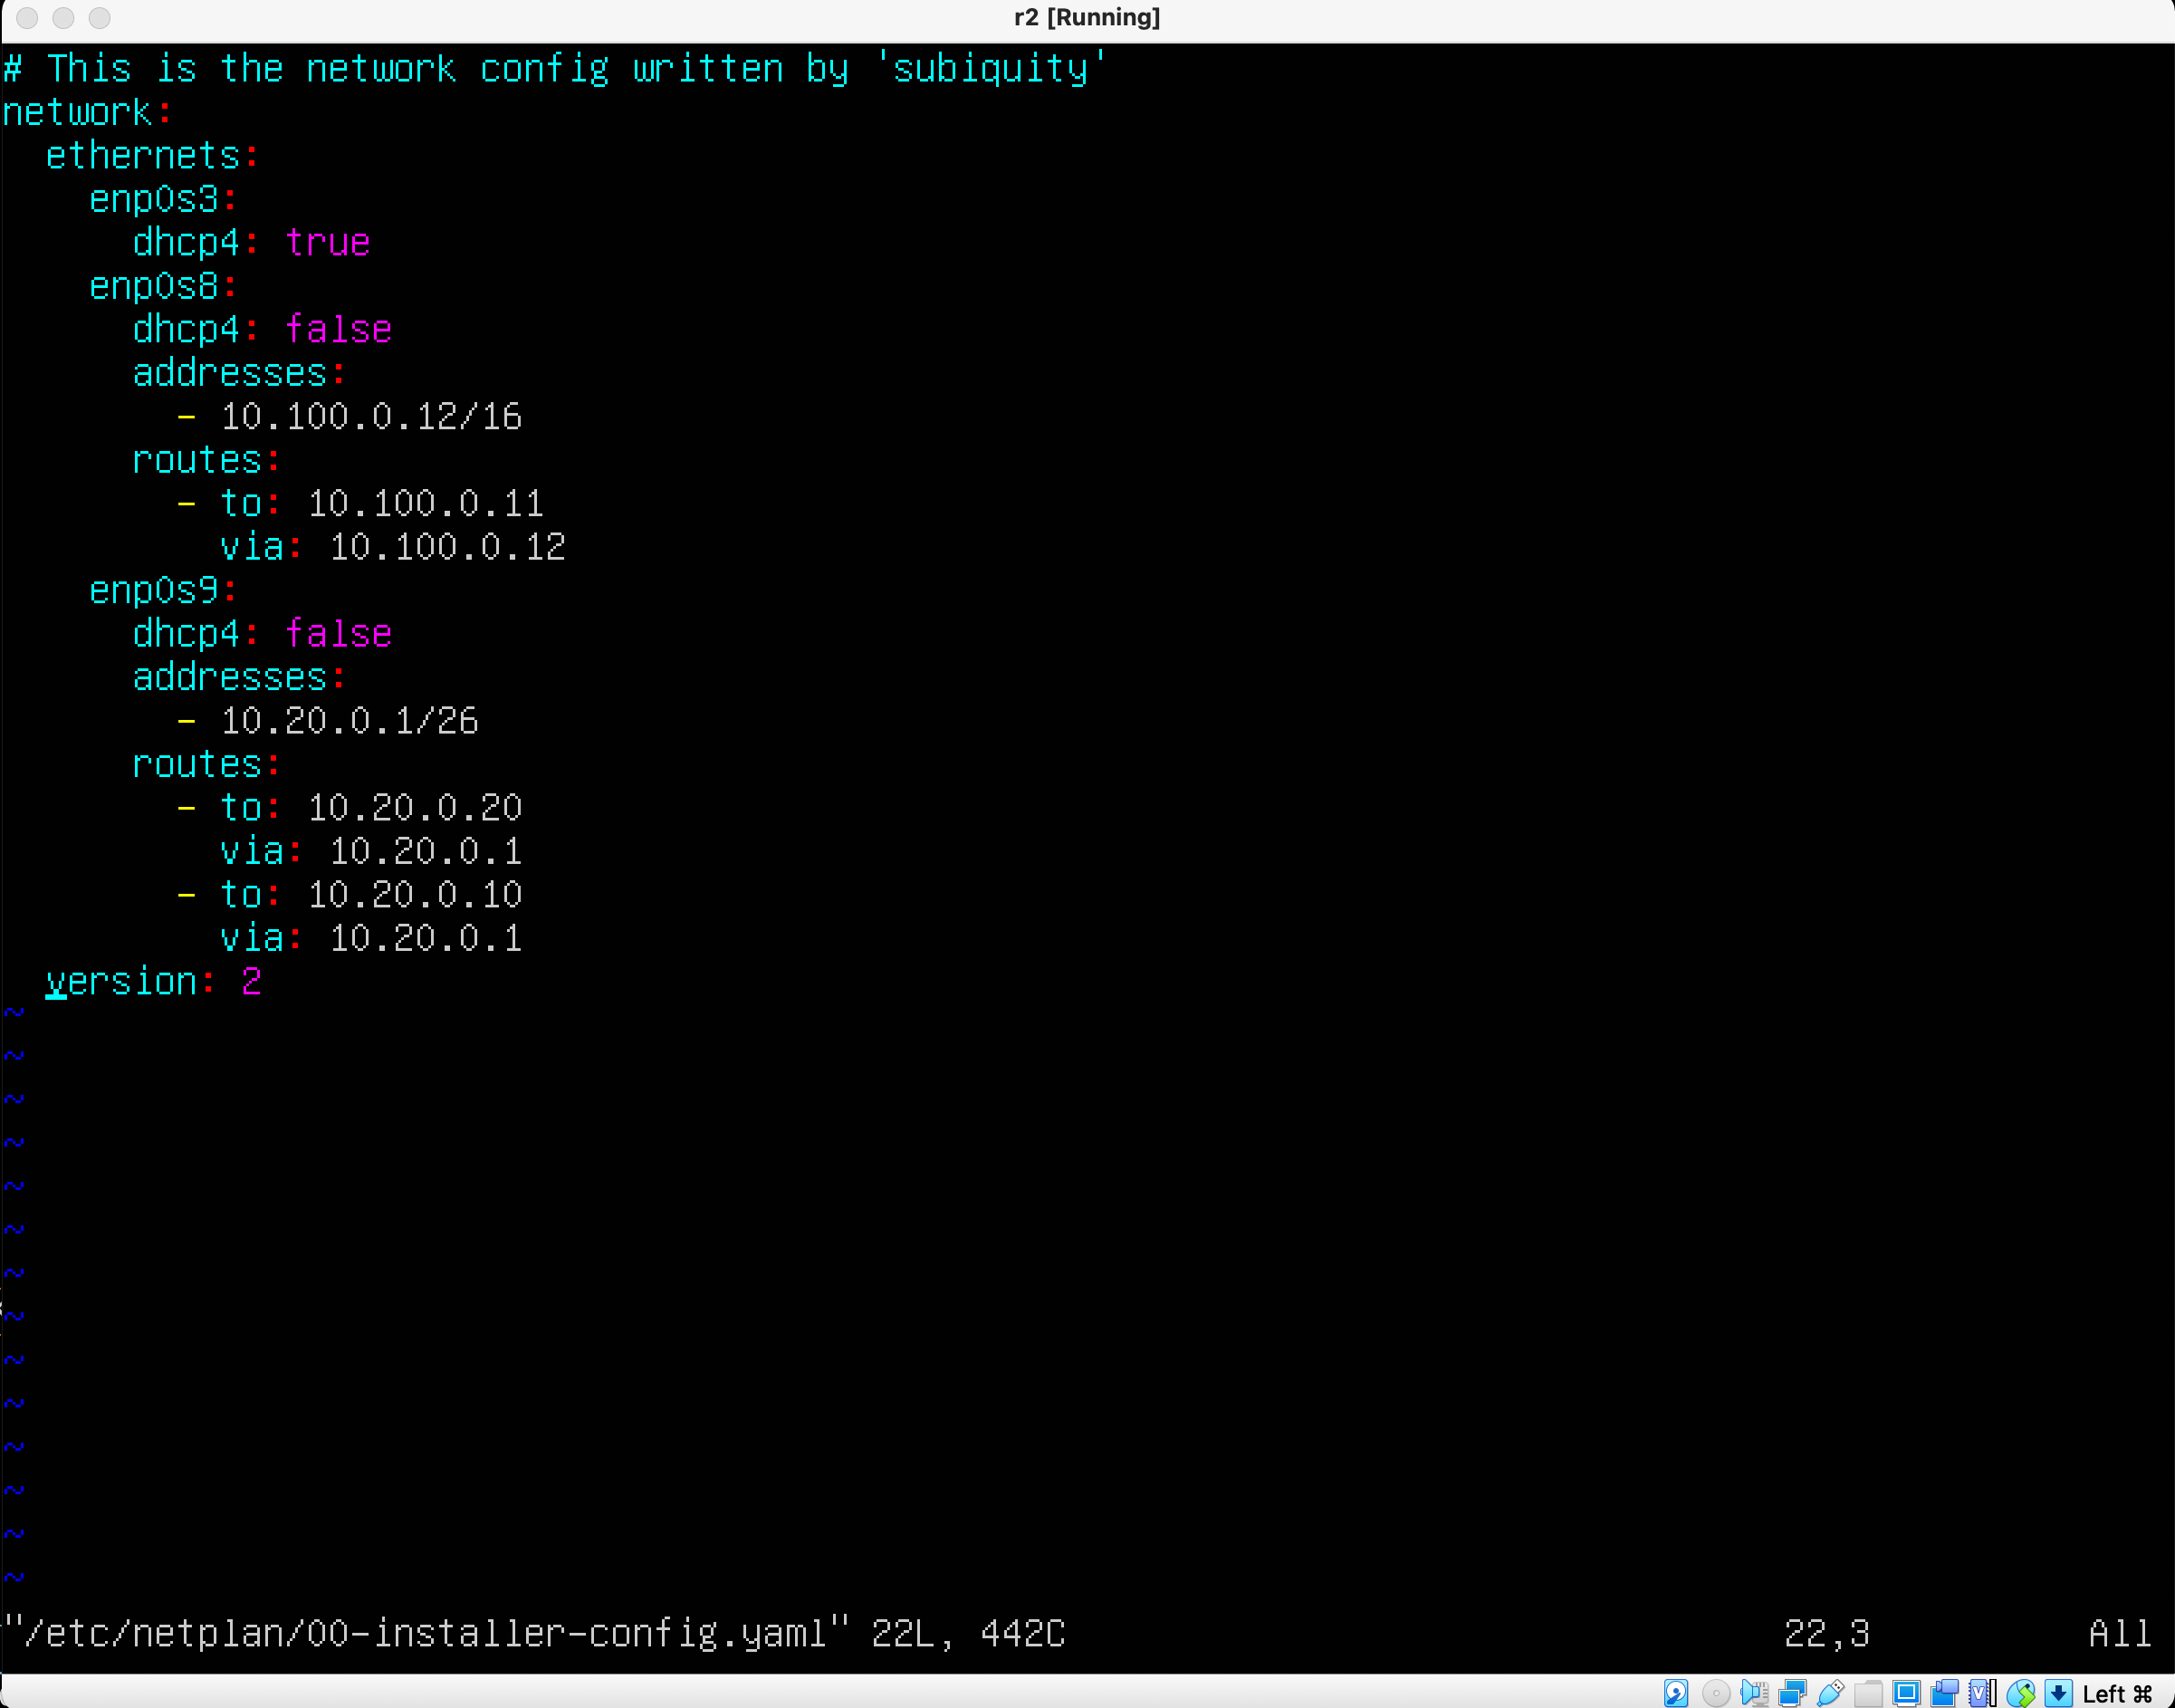 r2 [Running]
# This is the network config written by 'subiquity'
network:
  ethernets:
    enp0s3:
      dhcp4: true
    enp0s8:
      dhcp4: false
      addresses:
        - 10.100.0.12/16
      routes:
        - to: 10.100.0.11
          via: 10.100.0.12
    enp0s9:
      dhcp4: false
      addresses:
        - 10.20.0.1/26
      routes:
        - to: 10.20.0.20
          via: 10.20.0.1
        - to: 10.20.0.10
          via: 10.20.0.1
  version: 2
~
~
~
~
~
~
~
~
~
~
~
~
~
~
"/etc/netplan/00-installer-config.yaml" 22L, 442C 22,3 All
Left ⌘